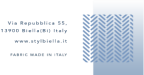 Via Repubblica 55,
13900 Biella(Bi) Italy
www.stylbiella.it
FABRIC MADE IN ITALY